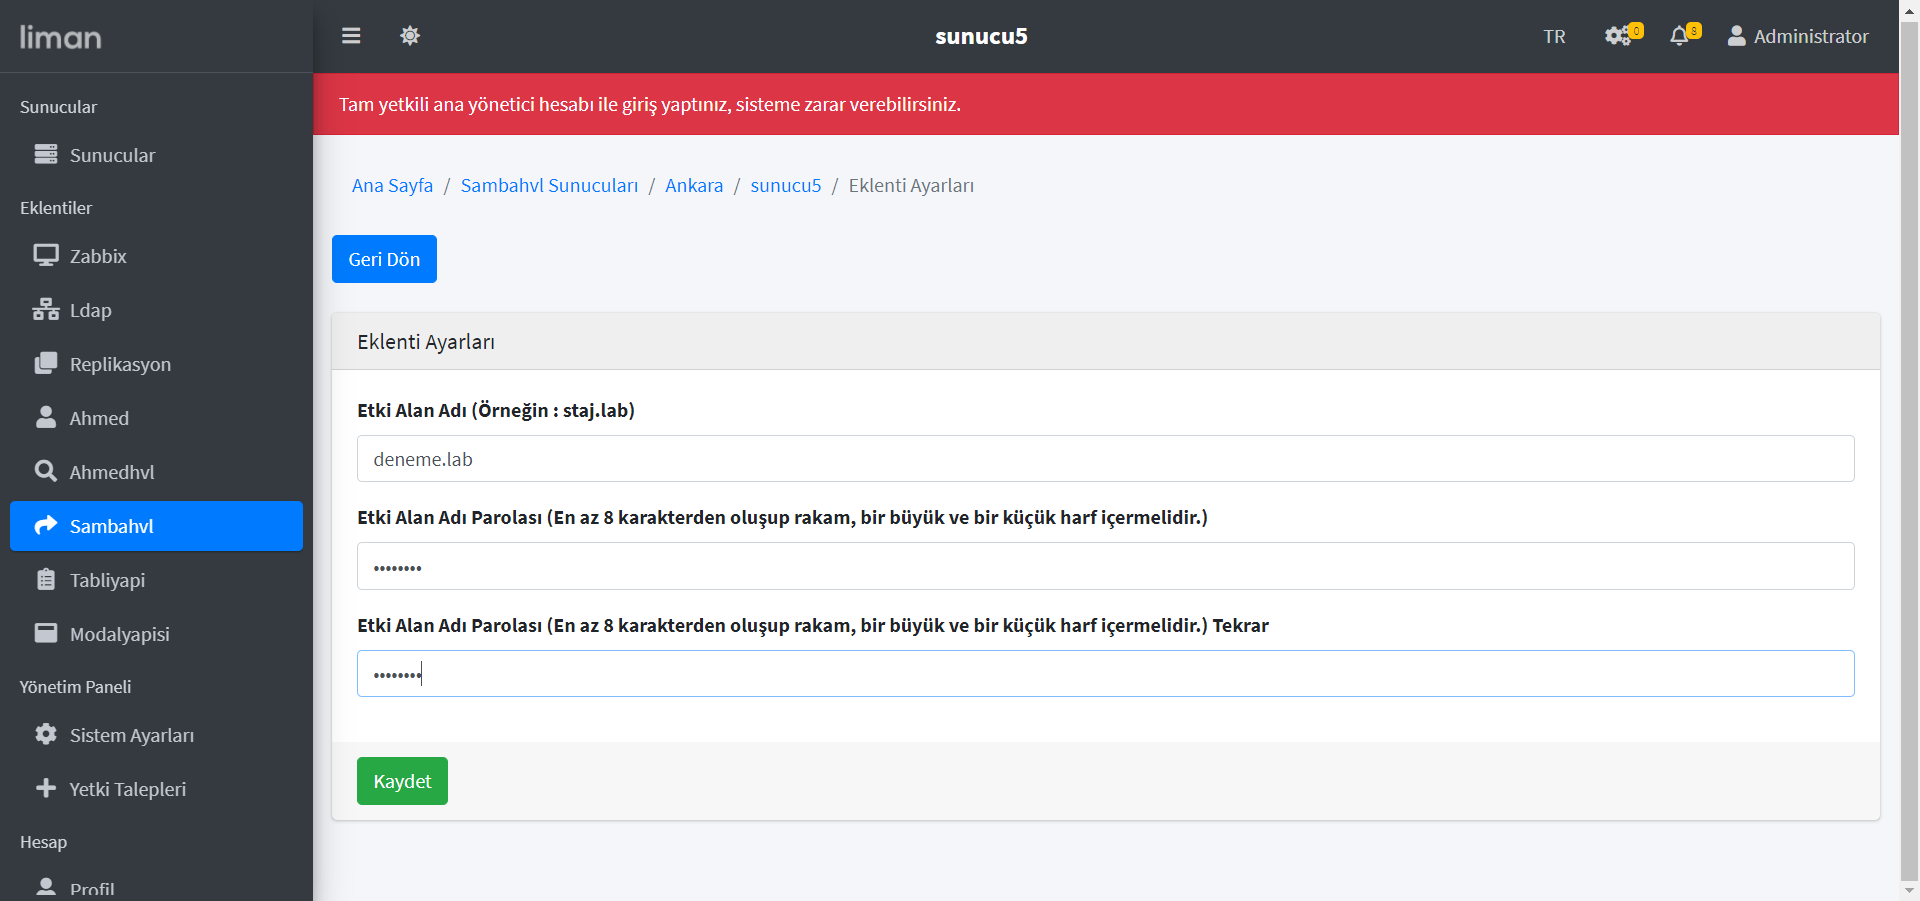 liman
sunucu5
TR
0
8
Administrator
Tam yetkili ana yönetici hesabı ile giriş yaptınız, sisteme zarar verebilirsiniz.
Sunucular
Sunucular
Eklentiler
Zabbix
Ldap
Replikasyon
Ahmed
Ahmedhvl
Sambahvl
Tabliyapi
Modalyapisi
Yönetim Paneli
Sistem Ayarları
Yetki Talepleri
Hesap
Profil
Ana Sayfa / Sambahvl Sunucuları / Ankara / sunucu5 / Eklenti Ayarları
Geri Dön
Eklenti Ayarları
Etki Alan Adı (Örneğin : staj.lab)
deneme.lab
Etki Alan Adı Parolası (En az 8 karakterden oluşup rakam, bir büyük ve bir küçük harf içermelidir.)
••••••••
Etki Alan Adı Parolası (En az 8 karakterden oluşup rakam, bir büyük ve bir küçük harf içermelidir.) Tekrar
••••••••
Kaydet